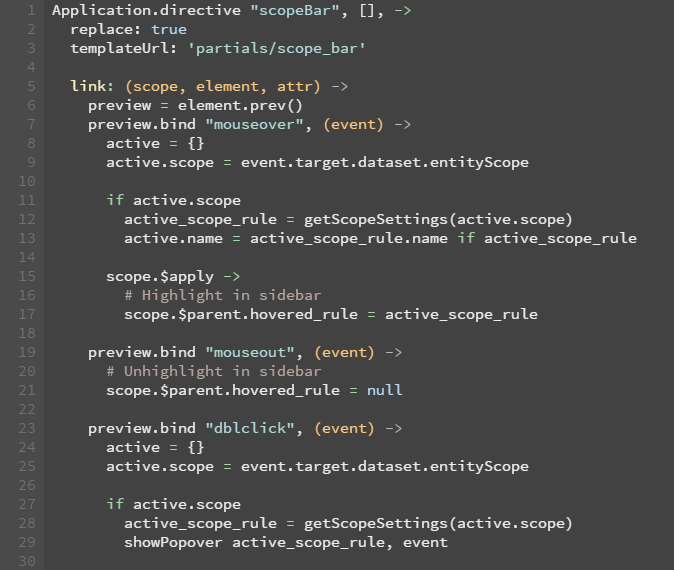 1 Application.directive "scopeBar", [], ->
2   replace: true
3   templateUrl: 'partials/scope_bar'
4
5   link: (scope, element, attr) ->
6     preview = element.prev()
7     preview.bind "mouseover", (event) ->
8       active = {}
9       active.scope = event.target.dataset.entityScope
10
11       if active.scope
12         active_scope_rule = getScopeSettings(active.scope)
13         active.name = active_scope_rule.name if active_scope_rule
14
15       scope.$apply ->
16         # Highlight in sidebar
17         scope.$parent.hovered_rule = active_scope_rule
18
19     preview.bind "mouseout", (event) ->
20       # Unhighlight in sidebar
21       scope.$parent.hovered_rule = null
22
23     preview.bind "dblclick", (event) ->
24       active = {}
25       active.scope = event.target.dataset.entityScope
26
27       if active.scope
28         active_scope_rule = getScopeSettings(active.scope)
29         showPopover active_scope_rule, event
30